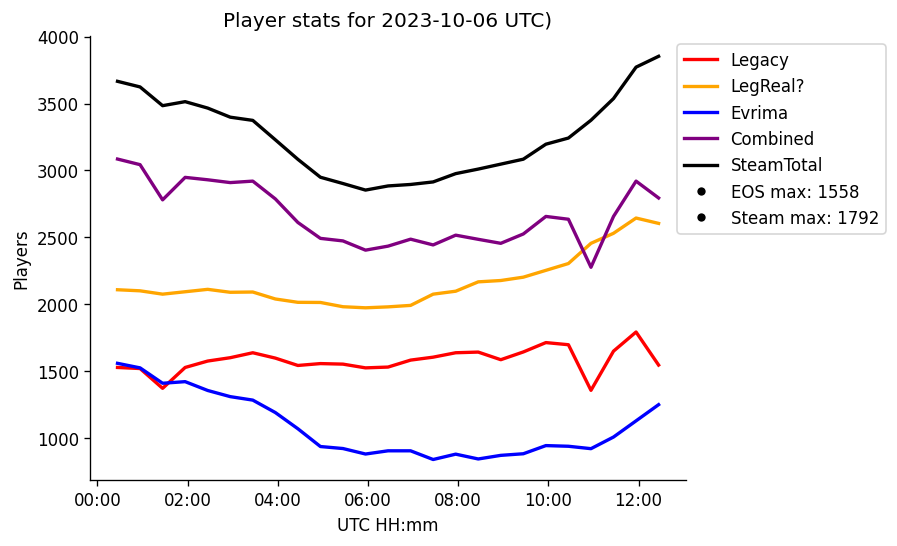 Player stats for 2023-10-06 UTC)
4000
3500
3000
2500
2000
1500
1000
Players
00:00 02:00 04:00 06:00 08:00 10:00 12:00
UTC HH:mm
Legacy
LegReal?
Evrima
Combined
SteamTotal
EOS max: 1558
Steam max: 1792